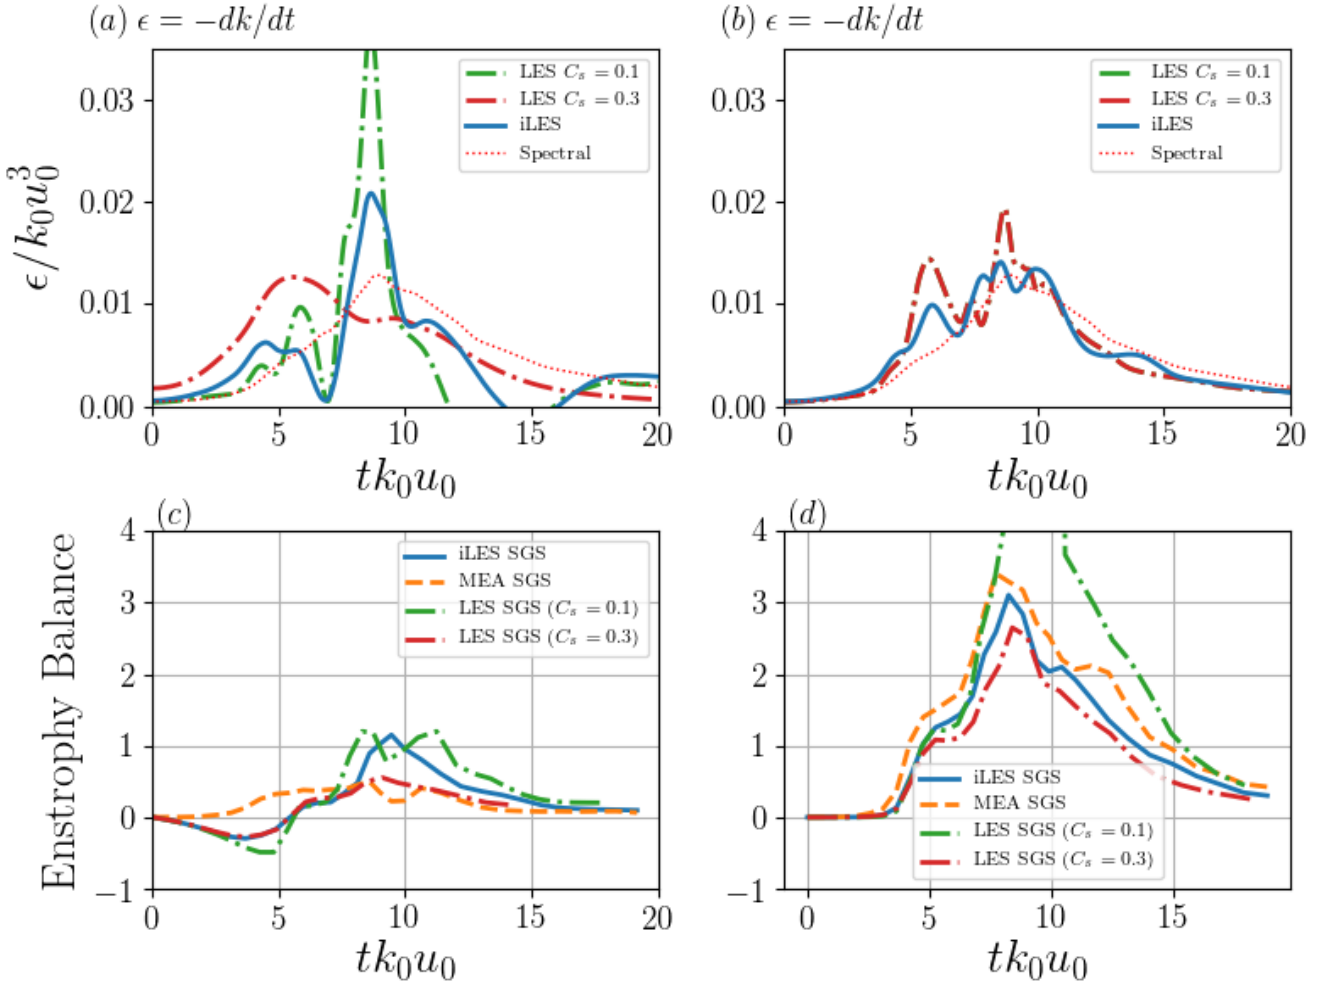 (a) ϵ = −dk/dt
(b) ϵ = −dk/dt
ϵ/k₀u₀³
0.03
0.02
0.01
0.00
0 5 10 15 20
tk₀u₀
LES Cₛ = 0.1
LES Cₛ = 0.3
iLES
Spectral
0.03
0.02
0.01
0.00
0 5 10 15 20
tk₀u₀
LES Cₛ = 0.1
LES Cₛ = 0.3
iLES
Spectral
(c)
Enstrophy Balance
4
3
2
1
0
−1
0 5 10 15 20
tk₀u₀
iLES SGS
MEA SGS
LES SGS (Cₛ = 0.1)
LES SGS (Cₛ = 0.3)
(d)
4
3
2
1
0
−1
0 5 10 15
tk₀u₀
iLES SGS
MEA SGS
LES SGS (Cₛ = 0.1)
LES SGS (Cₛ = 0.3)